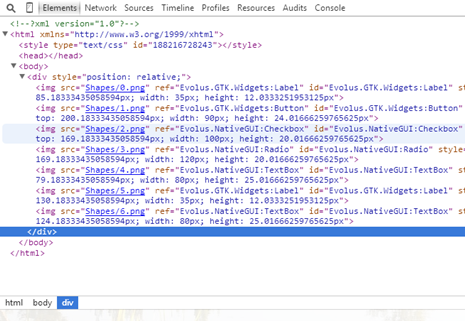 Elements Network Sources Timeline Profiles Resources Audits Console
<!--?xml version="1.0"?-->
<html xmlns="http://www.w3.org/1999/xhtml">
<style type="text/css" id="188216728243"></style>
<head></head>
<body>
<div style="position: relative;">
<img src="Shapes/0.png" ref="Evolus.GTK.Widgets:Label" id="Evolus.GTK.Widgets:Label" s
85.18333435058594px; width: 35px; height: 12.0333251953125px">
<img src="Shapes/1.png" ref="Evolus.GTK.Widgets:Button" id="Evolus.GTK.Widgets:Button"
top: 200.18333435058594px; width: 90px; height: 24.01666259765625px">
<img src="Shapes/2.png" ref="Evolus.NativeGUI:Checkbox" id="Evolus.NativeGUI:Checkbox"
top: 169.18333435058594px; width: 100px; height: 20.01666259765625px">
<img src="Shapes/3.png" ref="Evolus.NativeGUI:Radio" id="Evolus.NativeGUI:Radio" style
169.18333435058594px; width: 120px; height: 20.01666259765625px">
<img src="Shapes/4.png" ref="Evolus.NativeGUI:TextBox" id="Evolus.NativeGUI:TextBox" s
79.18333435058594px; width: 80px; height: 25.01666259765625px">
<img src="Shapes/5.png" ref="Evolus.GTK.Widgets:Label" id="Evolus.GTK.Widgets:Label" s
130.18333435058594px; width: 35px; height: 12.0333251953125px">
<img src="Shapes/6.png" ref="Evolus.NativeGUI:TextBox" id="Evolus.NativeGUI:TextBox" s
124.18333435058594px; width: 80px; height: 25.01666259765625px">
</div>
</body>
</html>
html body div